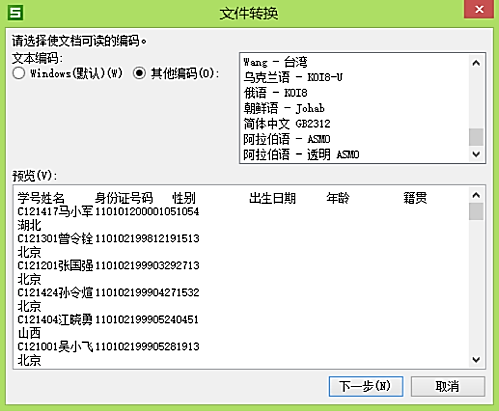 文件转换
请选择使文档可读的编码。
文本编码:
Windows(默认)(W) 其他编码(O):
Wang - 台湾
乌克兰语 - KOI8-U
俄语 - KOI8
朝鲜语 - Johab
简体中文 GB2312
阿拉伯语 - ASMO
阿拉伯语 - 透明 ASMO
预览(V):
学号姓名 身份证号码 性别 出生日期 年龄 籍贯
C121417马小军110101200001051054
湖北
C121301曾令铨110102199812191513
北京
C121201张国强110102199903292713
北京
C121424孙令煊110102199904271532
北京
C121404江晓勇110102199905240451
山西
C121001吴小飞110102199905281913
北京
下一步(N) 取消